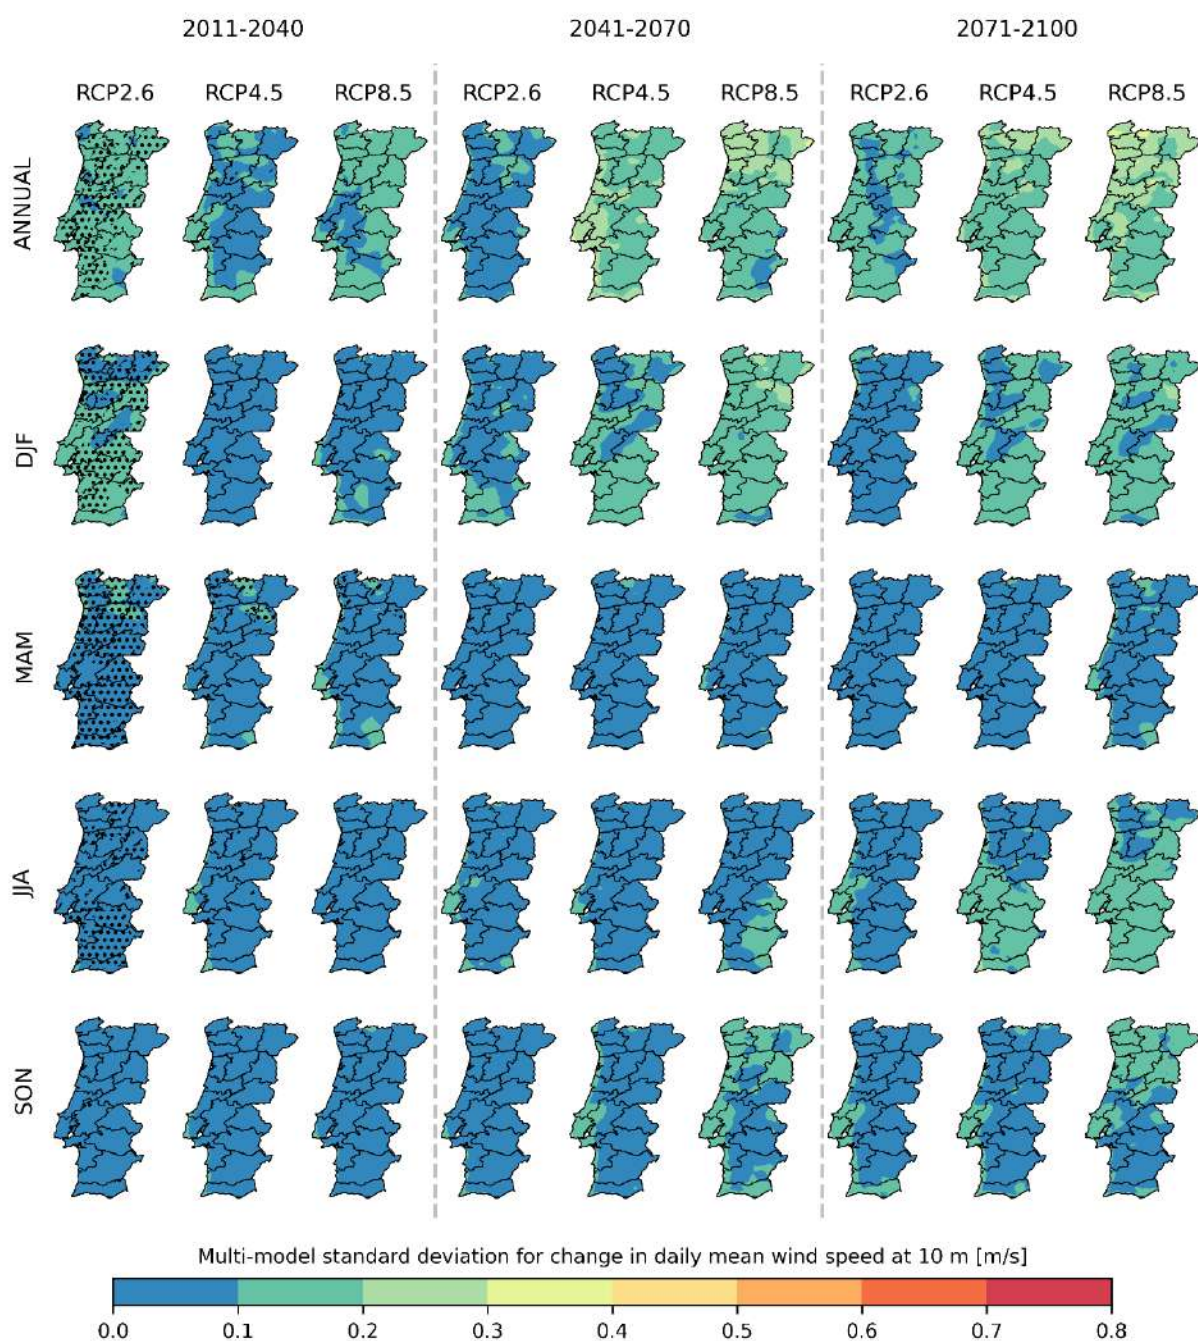 2011-2040 2041-2070 2071-2100
RCP2.6 RCP4.5 RCP8.5 RCP2.6 RCP4.5 RCP8.5 RCP2.6 RCP4.5 RCP8.5
ANNUAL
DJF
MAM
JJA
SON
Multi-model standard deviation for change in daily mean wind speed at 10 m [m/s]
0.0 0.1 0.2 0.3 0.4 0.5 0.6 0.7 0.8